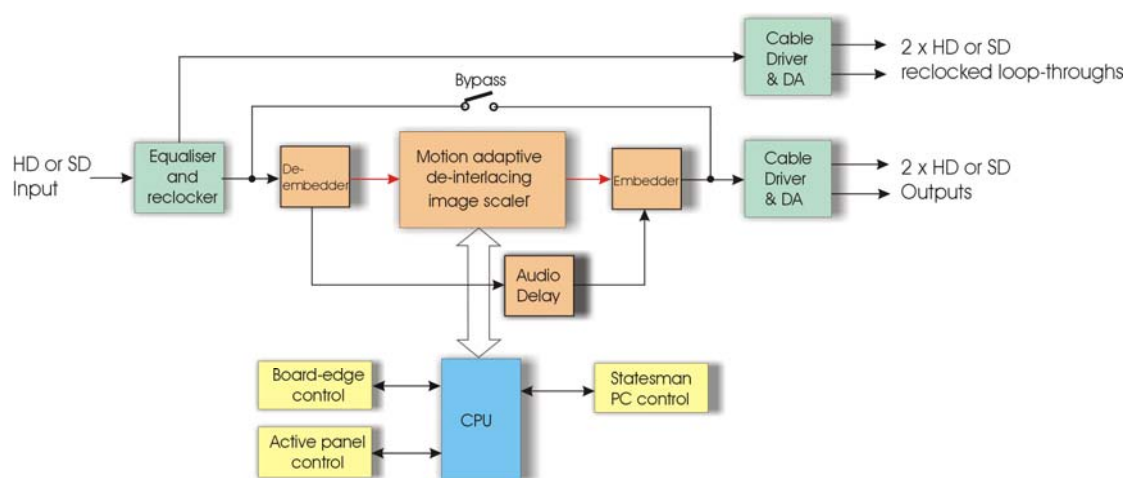 Cable
Driver
& DA
2 x HD or SD
reclocked loop-throughs
Bypass
HD or SD
Input
Equaliser
and
reclocker
De-
embedder
Motion adaptive
de-interlacing
image scaler
Embedder
Cable
Driver
& DA
2 x HD or SD
Outputs
Audio
Delay
Board-edge
control
CPU
Statesman
PC control
Active panel
control